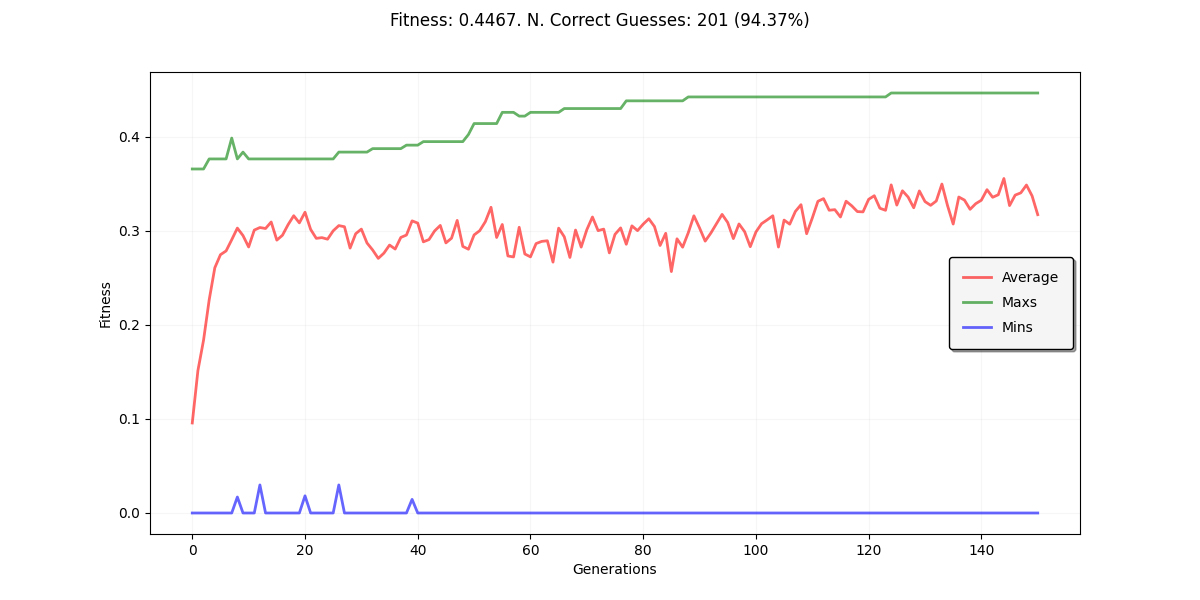 Fitness: 0.4467. N. Correct Guesses: 201 (94.37%)
0.4
0.3
0.2
0.1
0.0
Fitness
Average
Maxs
Mins
0 20 40 60 80 100 120 140
Generations